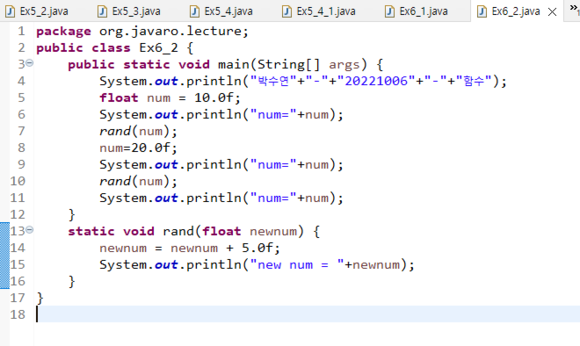 Ex5_2.java Ex5_3.java Ex5_4.java Ex5_4_1.java Ex6_1.java Ex6_2.java
1 package org.javaro.lecture;
2 public class Ex6_2 {
3 public static void main(String[] args) {
4 System.out.println("박수연"+"-"+"20221006"+"-"+"함수");
5 float num = 10.0f;
6 System.out.println("num="+num);
7 rand(num);
8 num=20.0f;
9 System.out.println("num="+num);
10 rand(num);
11 System.out.println("num="+num);
12 }
13 static void rand(float newnum) {
14 newnum = newnum + 5.0f;
15 System.out.println("new num = "+newnum);
16 }
17 }
18